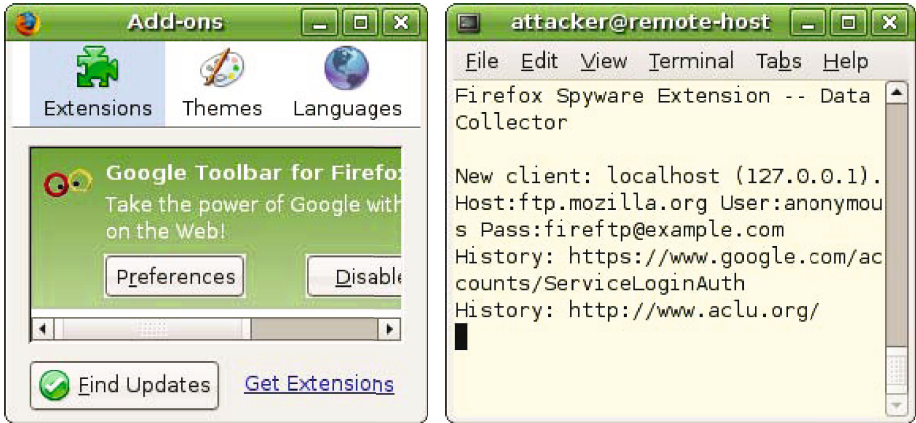 Add-ons
Extensions
Themes
Languages
Google Toolbar for Firefo
Take the power of Google with
on the Web!
Preferences
Disable
Find Updates
Get Extensions
attacker@remote-host
File Edit View Terminal Tabs Help
Firefox Spyware Extension -- Data
Collector
New client: localhost (127.0.0.1).
Host:ftp.mozilla.org User:anonymou
s Pass:fireftp@example.com
History: https://www.google.com/ac
counts/ServiceLoginAuth
History: http://www.aclu.org/